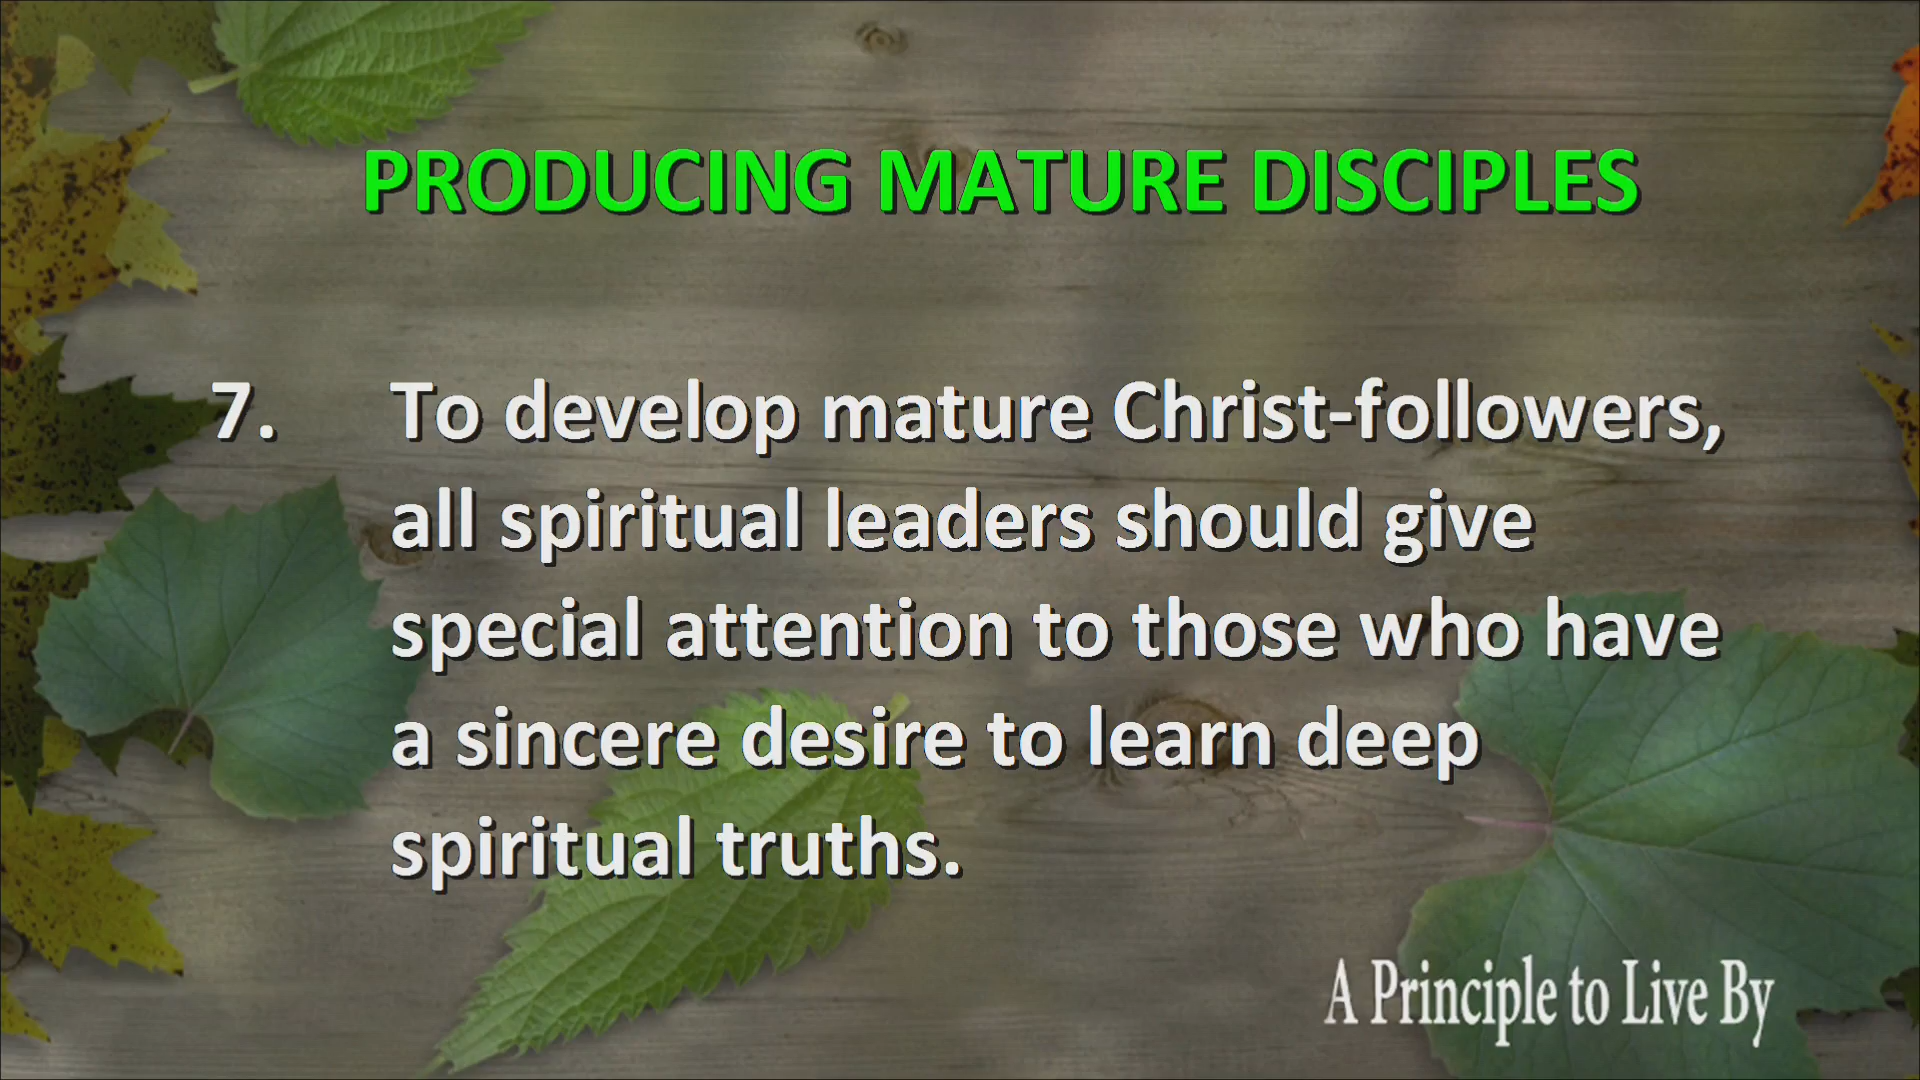 PRODUCING MATURE DISCIPLES
7. To develop mature Christ-followers,
all spiritual leaders should give
special attention to those who have
a sincere desire to learn deep
spiritual truths.
A Principle to Live By